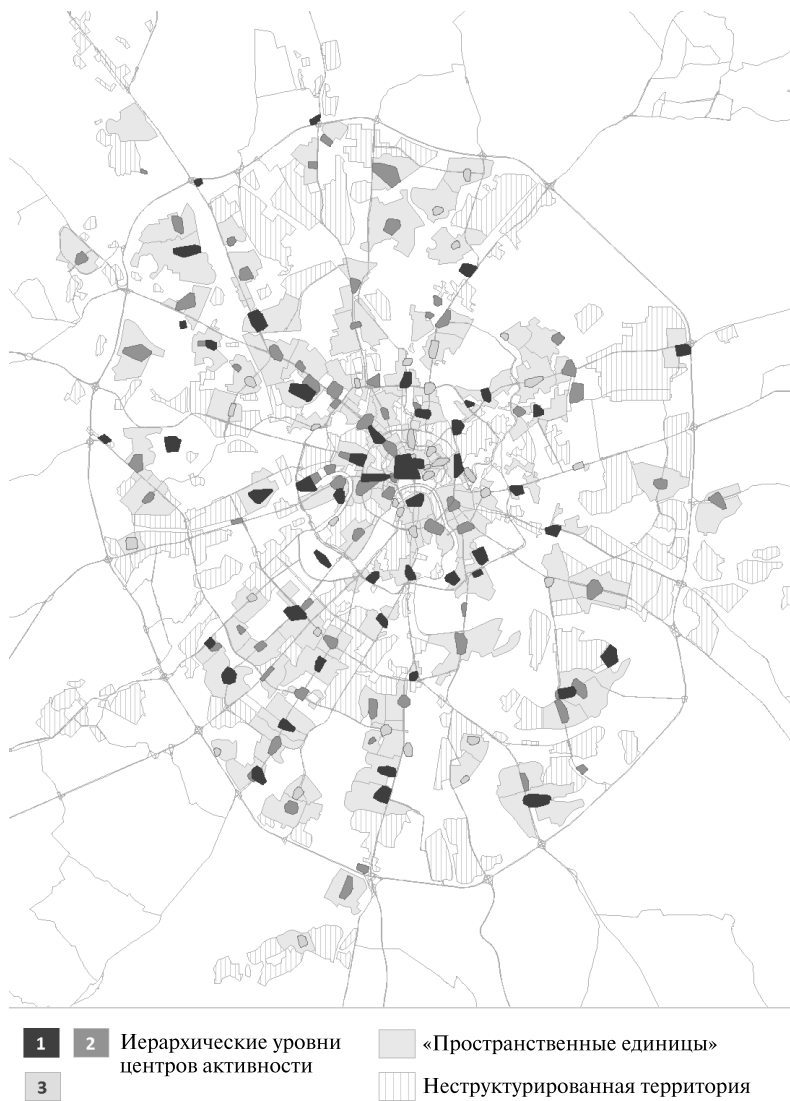 1 2 Иерархические уровни
центров активности
3
«Пространственные единицы»
Неструктурированная территория